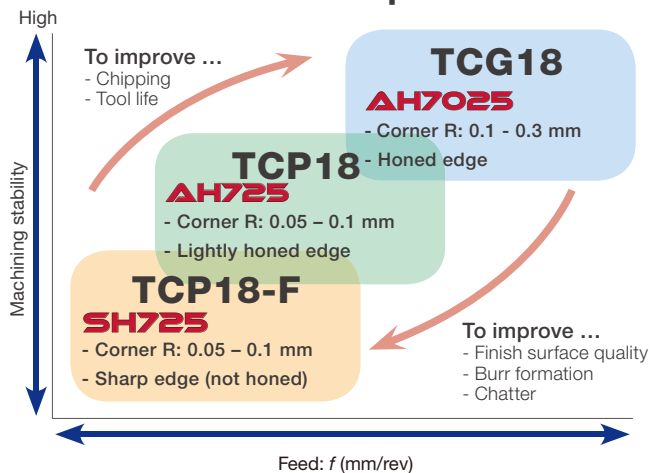 High
To improve ...
- Chipping
- Tool life
TCG18
AH7025
- Corner R: 0.1 - 0.3 mm
- Honed edge
TCP18
AH725
- Corner R: 0.05 – 0.1 mm
- Lightly honed edge
TCP18-F
SH725
- Corner R: 0.05 – 0.1 mm
- Sharp edge (not honed)
To improve ...
- Finish surface quality
- Burr formation
- Chatter
Machining stability
Feed: f (mm/rev)